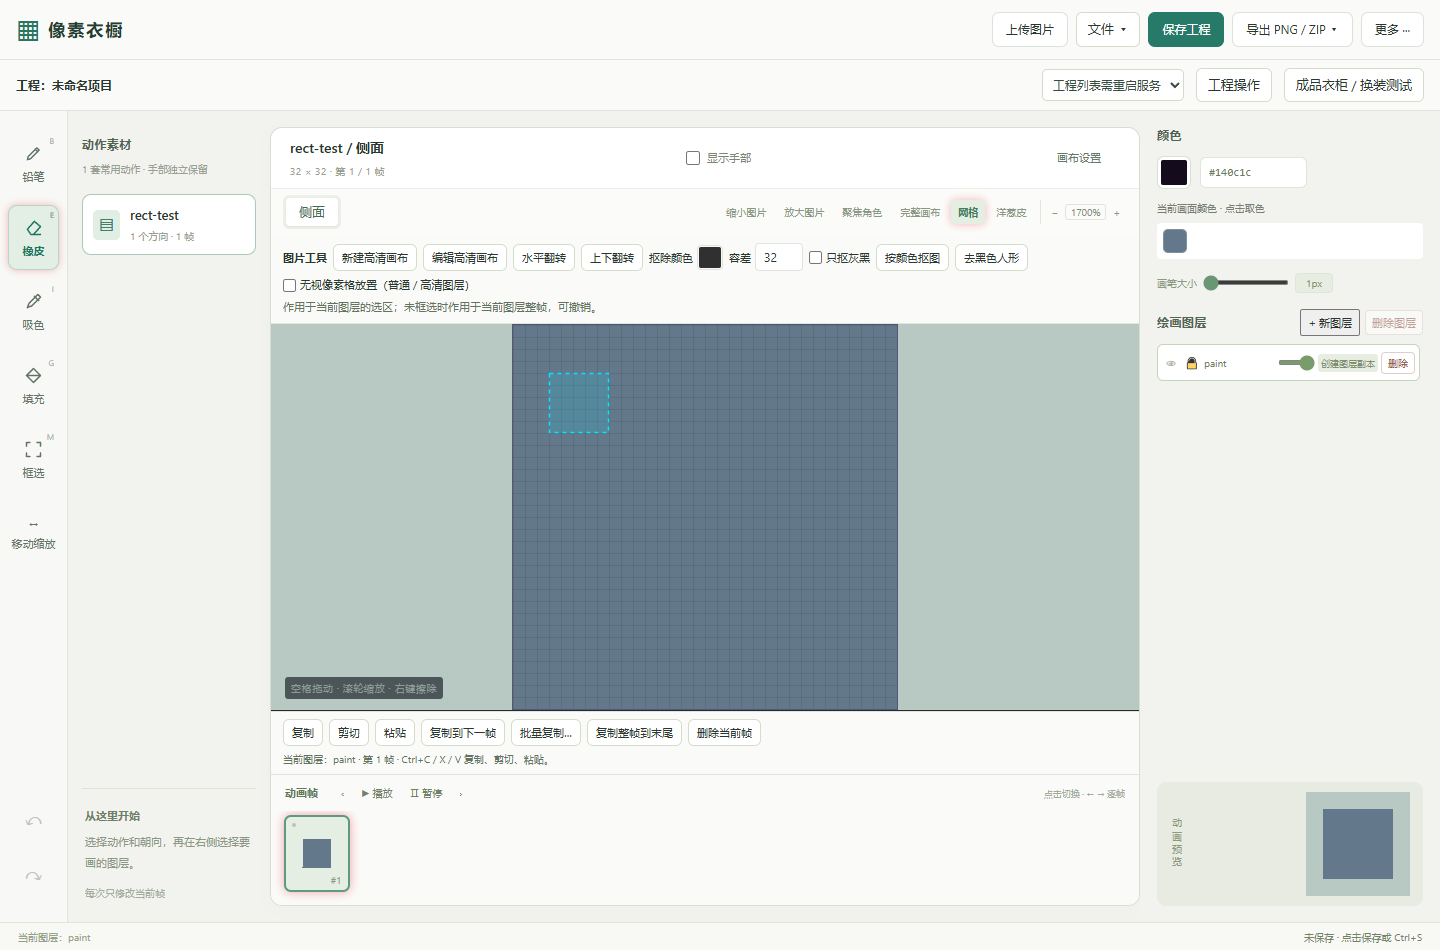 像素衣橱
上传图片 文件 ▾ 保存工程 导出 PNG / ZIP ▾ 更多 ···
工程：未命名项目
工程列表需重启服务 工程操作 成品衣柜 / 换装测试
B
铅笔
E
橡皮
I
吸色
G
填充
M
框选
↔
移动缩放
动作素材
1 套常用动作 · 手部独立保留
rect-test
1 个方向 · 1 帧
从这里开始
选择动作和朝向，再在右侧选择要
画的图层。
每次只修改当前帧
rect-test / 侧面
32 × 32 · 第 1 / 1 帧
显示手部
画布设置
侧面
缩小图片 放大图片 聚焦角色 完整画布 网格 洋葱皮 − 1700% +
图片工具 新建高清画布 编辑高清画布 水平翻转 上下翻转 抠除颜色 容差 32 只抠灰黑 按颜色抠图 去黑色人形
无视像素格放置（普通 / 高清图层）
作用于当前图层的选区；未框选时作用于当前图层整帧，可撤销。
空格拖动 · 滚轮缩放 · 右键擦除
复制 剪切 粘贴 复制到下一帧 批量复制... 复制整帧到末尾 删除当前帧
当前图层：paint · 第 1 帧 · Ctrl+C / X / V 复制、剪切、粘贴。
动画帧 ‹ ▶ 播放 ⏸ 暂停 ›
点击切换 · ← → 逐帧
#1
颜色
#140c1c
当前画面颜色 · 点击取色
画笔大小 1px
绘画图层 + 新图层 删除图层
paint 创建图层副本 删除
动
画
预
览
当前图层：paint
未保存 · 点击保存或 Ctrl+S